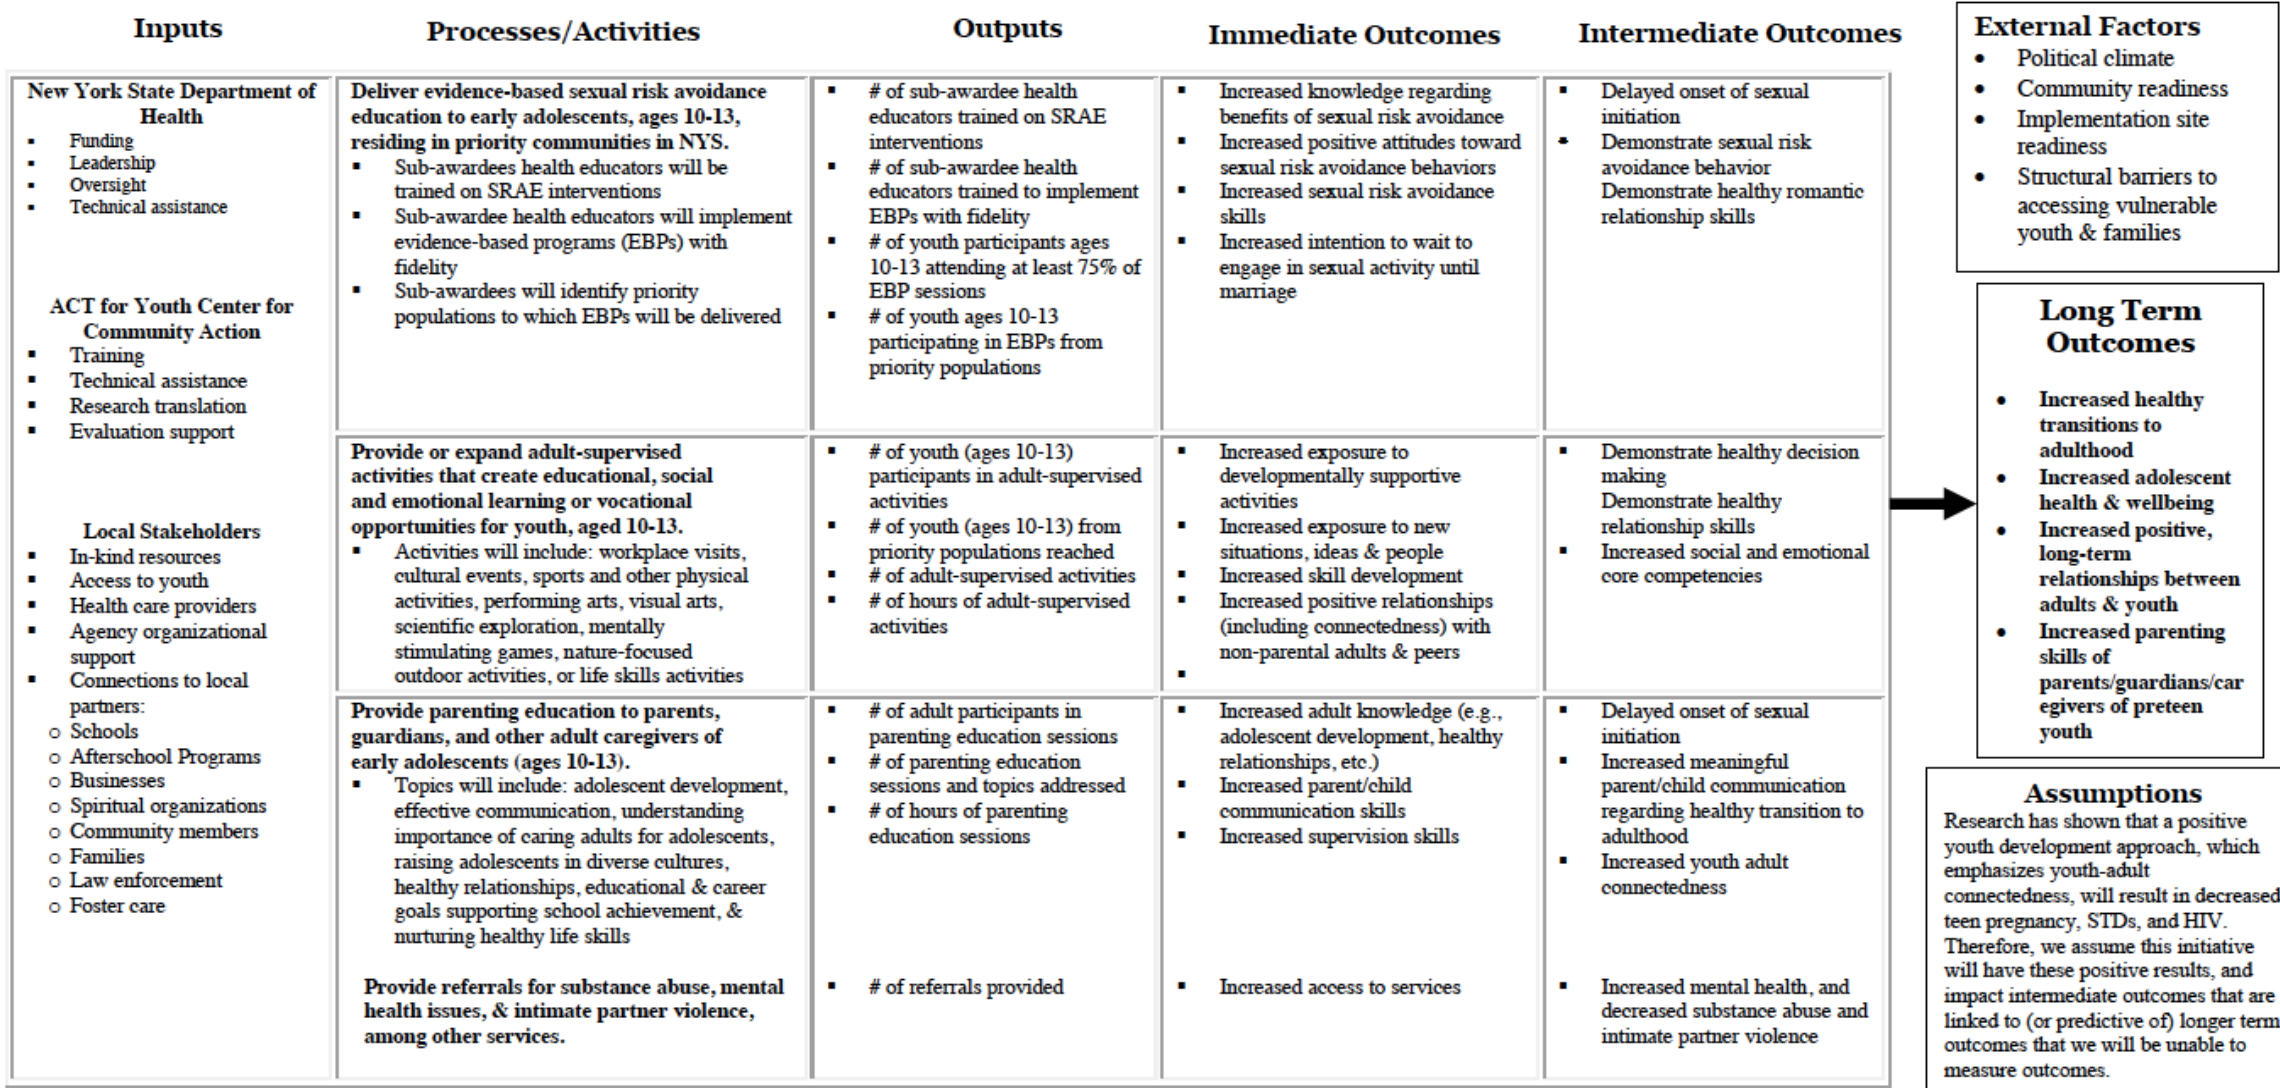 Inputs
Processes/Activities
Outputs
Immediate Outcomes
Intermediate Outcomes
New York State Department of
Health
▪ Funding
▪ Leadership
▪ Oversight
▪ Technical assistance
ACT for Youth Center for
Community Action
▪ Training
▪ Technical assistance
▪ Research translation
▪ Evaluation support
Local Stakeholders
▪ In-kind resources
▪ Access to youth
▪ Health care providers
▪ Agency organizational
support
▪ Connections to local
partners:
o Schools
o Afterschool Programs
o Businesses
o Spiritual organizations
o Community members
o Families
o Law enforcement
o Foster care
Deliver evidence-based sexual risk avoidance
education to early adolescents, ages 10-13,
residing in priority communities in NYS.
▪ Sub-awardees health educators will be
trained on SRAE interventions
▪ Sub-awardee health educators will implement
evidence-based programs (EBPs) with
fidelity
▪ Sub-awardees will identify priority
populations to which EBPs will be delivered
▪ # of sub-awardee health
educators trained on SRAE
interventions
▪ # of sub-awardee health
educators trained to implement
EBPs with fidelity
▪ # of youth participants ages
10-13 attending at least 75% of
EBP sessions
▪ # of youth ages 10-13
participating in EBPs from
priority populations
▪ Increased knowledge regarding
benefits of sexual risk avoidance
▪ Increased positive attitudes toward
sexual risk avoidance behaviors
▪ Increased sexual risk avoidance
skills
▪ Increased intention to wait to
engage in sexual activity until
marriage
▪ Delayed onset of sexual
initiation
▪ Demonstrate sexual risk
avoidance behavior
Demonstrate healthy romantic
relationship skills
Provide or expand adult-supervised
activities that create educational, social
and emotional learning or vocational
opportunities for youth, aged 10-13.
▪ Activities will include: workplace visits,
cultural events, sports and other physical
activities, performing arts, visual arts,
scientific exploration, mentally
stimulating games, nature-focused
outdoor activities, or life skills activities
▪ # of youth (ages 10-13)
participants in adult-supervised
activities
▪ # of youth (ages 10-13) from
priority populations reached
▪ # of adult-supervised activities
▪ # of hours of adult-supervised
activities
▪ Increased exposure to
developmentally supportive
activities
▪ Increased exposure to new
situations, ideas & people
▪ Increased skill development
▪ Increased positive relationships
(including connectedness) with
non-parental adults & peers
▪
▪ Demonstrate healthy decision
making
Demonstrate healthy
relationship skills
▪ Increased social and emotional
core competencies
Provide parenting education to parents,
guardians, and other adult caregivers of
early adolescents (ages 10-13).
▪ Topics will include: adolescent development,
effective communication, understanding
importance of caring adults for adolescents,
raising adolescents in diverse cultures,
healthy relationships, educational & career
goals supporting school achievement, &
nurturing healthy life skills
▪ # of adult participants in
parenting education sessions
▪ # of parenting education
sessions and topics addressed
▪ # of hours of parenting
education sessions
▪ Increased adult knowledge (e.g.,
adolescent development, healthy
relationships, etc.)
▪ Increased parent/child
communication skills
▪ Increased supervision skills
▪ Delayed onset of sexual
initiation
▪ Increased meaningful
parent/child communication
regarding healthy transition to
adulthood
▪ Increased youth adult
connectedness
Provide referrals for substance abuse, mental
health issues, & intimate partner violence,
among other services.
▪ # of referrals provided
▪ Increased access to services
▪ Increased mental health, and
decreased substance abuse and
intimate partner violence
External Factors
• Political climate
• Community readiness
• Implementation site
readiness
• Structural barriers to
accessing vulnerable
youth & families
Long Term
Outcomes
• Increased healthy
transitions to
adulthood
• Increased adolescent
health & wellbeing
• Increased positive,
long-term
relationships between
adults & youth
• Increased parenting
skills of
parents/guardians/car
egivers of preteen
youth
Assumptions
Research has shown that a positive
youth development approach, which
emphasizes youth-adult
connectedness, will result in decreased
teen pregnancy, STDs, and HIV.
Therefore, we assume this initiative
will have these positive results, and
impact intermediate outcomes that are
linked to (or predictive of) longer term
outcomes that we will be unable to
measure outcomes.